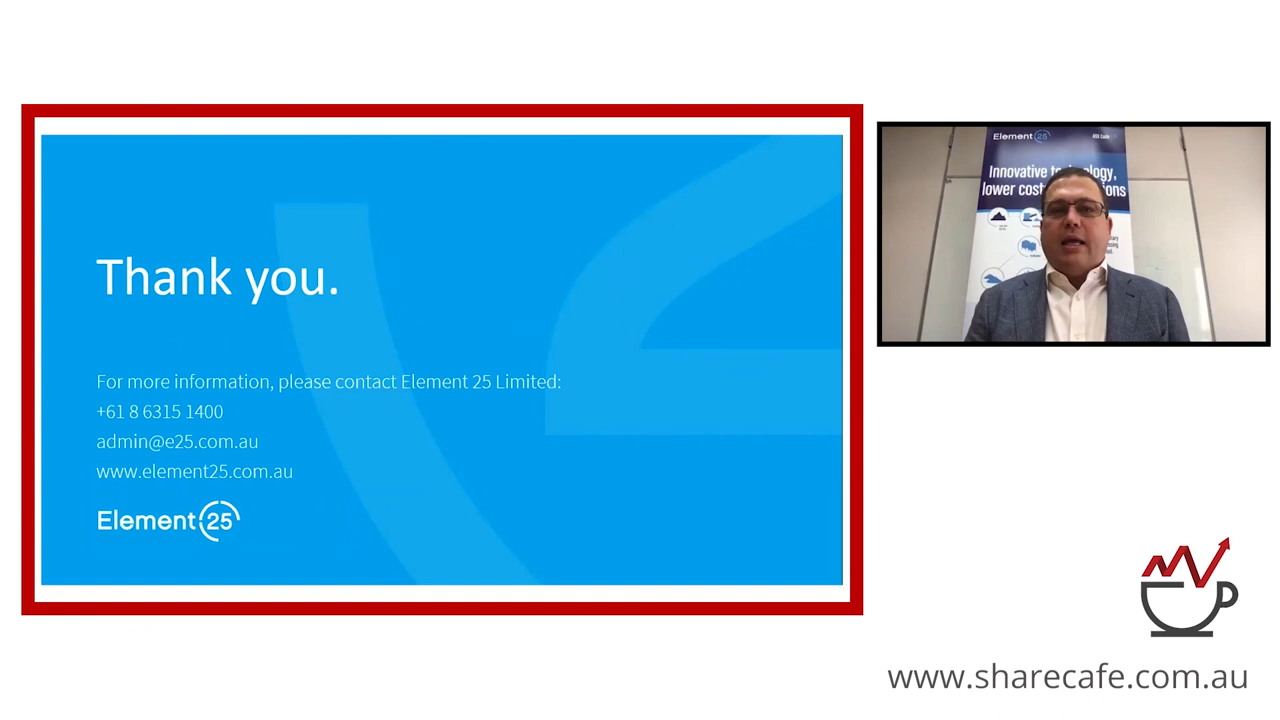 Thank you.
For more information, please contact Element 25 Limited:
+61 8 6315 1400
admin@e25.com.au
www.element25.com.au
Element 25
Element 25
Innovative
lower
www.sharecafe.com.au